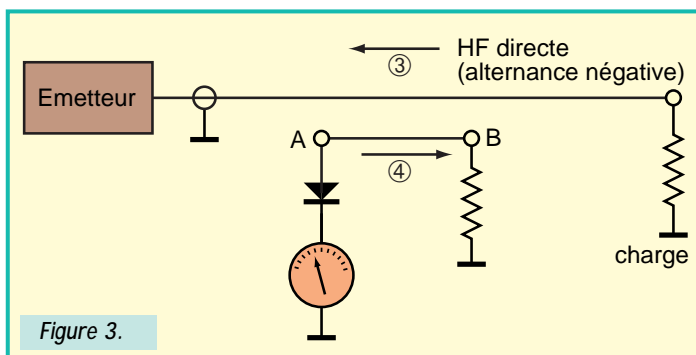 ③ HF directe
(alternance négative)
Emetteur
A B
④
charge
Figure 3.